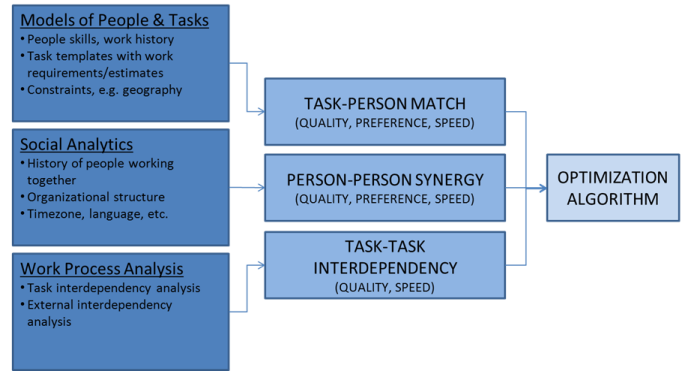 Models of People & Tasks
• People skills, work history
• Task templates with work
requirements/estimates
• Constraints, e.g. geography
Social Analytics
• History of people working
together
• Organizational structure
• Timezone, language, etc.
Work Process Analysis
• Task interdependency analysis
• External interdependency
analysis
TASK-PERSON MATCH
(QUALITY, PREFERENCE, SPEED)
PERSON-PERSON SYNERGY
(QUALITY, PREFERENCE, SPEED)
TASK-TASK
INTERDEPENDENCY
(QUALITY, SPEED)
OPTIMIZATION
ALGORITHM